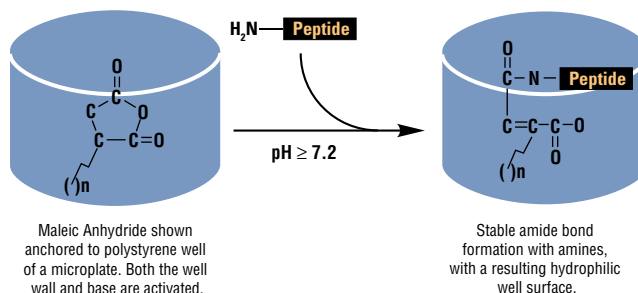 H₂N–Peptide
O
C
O
C
C–C=O
( )n
pH ≥ 7.2
O
C–N–Peptide
C=C–C–O
O
( )n
Maleic Anhydride shown
anchored to polystyrene well
of a microplate. Both the well
wall and base are activated.
Stable amide bond
formation with amines,
with a resulting hydrophilic
well surface.